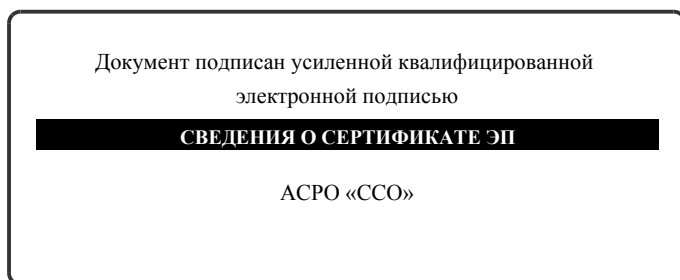 Документ подписан усиленной квалифицированной
электронной подписью
СВЕДЕНИЯ О СЕРТИФИКАТЕ ЭП
АСРО «ССО»